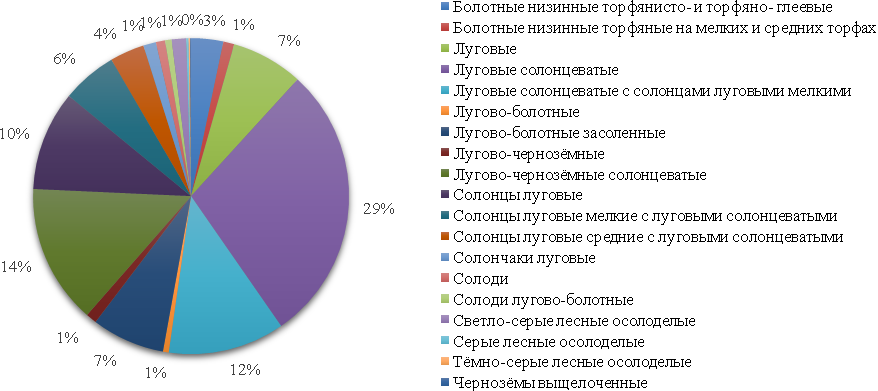 4%
1%
1%
1%
0%
3%
1%
7%
6%
10%
29%
14%
1%
7%
1%
12%
Болотные низинные торфянисто- и торфяно- глеевые
Болотные низинные торфяные на мелких и средних торфах
Луговые
Луговые солонцеватые
Луговые солонцеватые с солонцами луговыми мелкими
Лугово-болотные
Лугово-болотные засоленные
Лугово-чернозёмные
Лугово-чернозёмные солонцеватые
Солонцы луговые
Солонцы луговые мелкие с луговыми солонцеватыми
Солонцы луговые средние с луговыми солонцеватыми
Солончаки луговые
Солоди
Солоди лугово-болотные
Светло-серые лесные осолоделые
Серые лесные осолоделые
Тёмно-серые лесные осолоделые
Чернозёмы выщелоченные